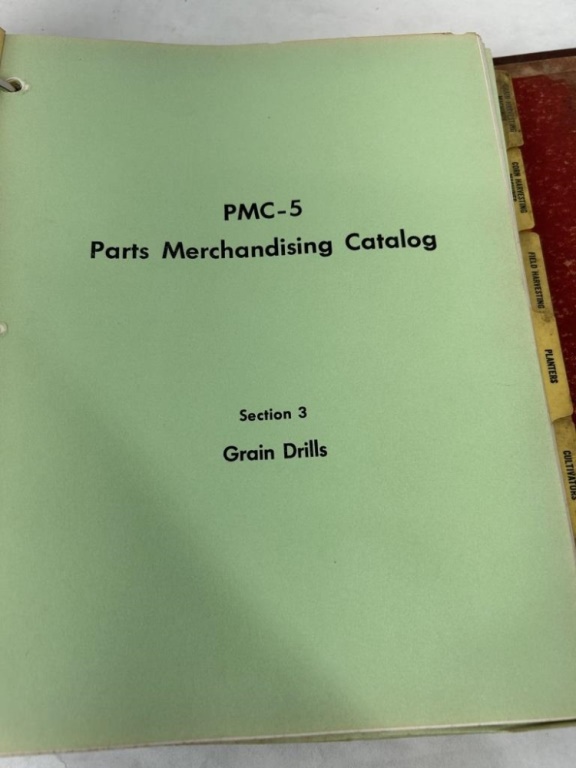 PMC-5
Parts Merchandising Catalog
Section 3
Grain Drills
CORN HARVESTING
FIELD HARVESTING
PLANTERS
CULTIVATORS